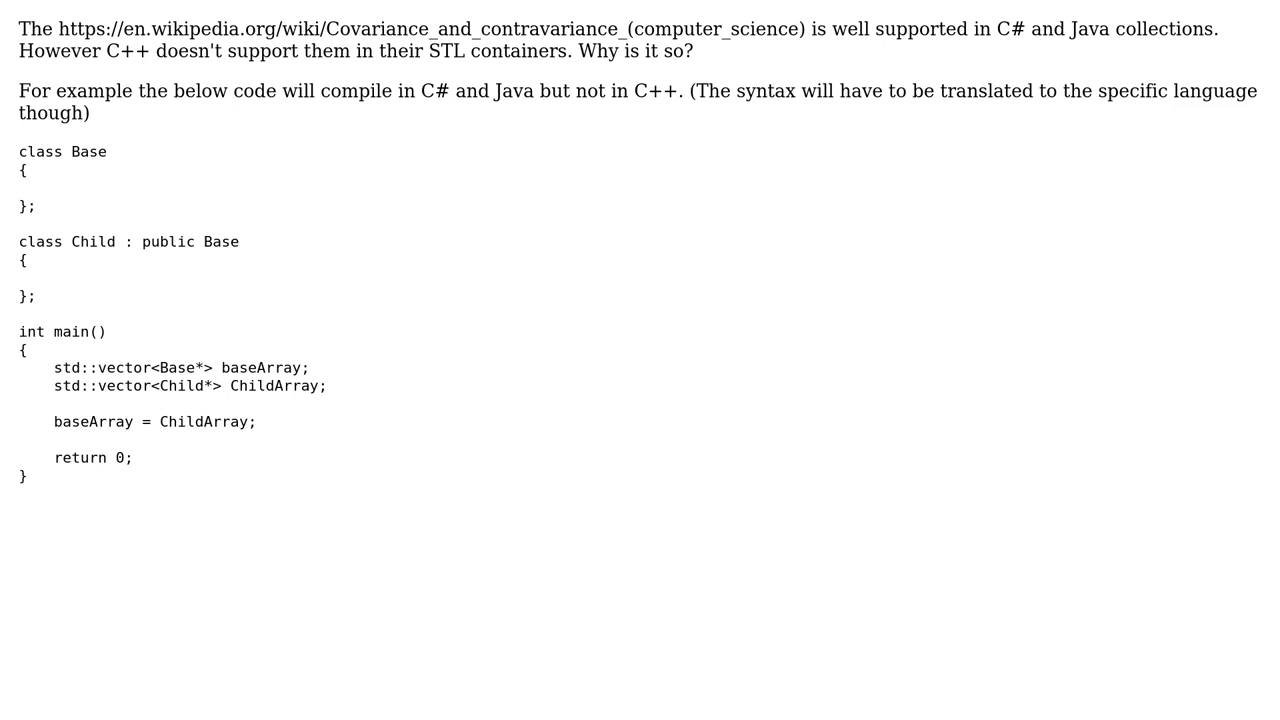 The https://en.wikipedia.org/wiki/Covariance_and_contravariance_(computer_science) is well supported in C# and Java collections.
However C++ doesn't support them in their STL containers. Why is it so?
For example the below code will compile in C# and Java but not in C++. (The syntax will have to be translated to the specific language
though)
class Base
{
};
class Child : public Base
{
};
int main()
{
    std::vector<Base*> baseArray;
    std::vector<Child*> ChildArray;
    baseArray = ChildArray;
    return 0;
}